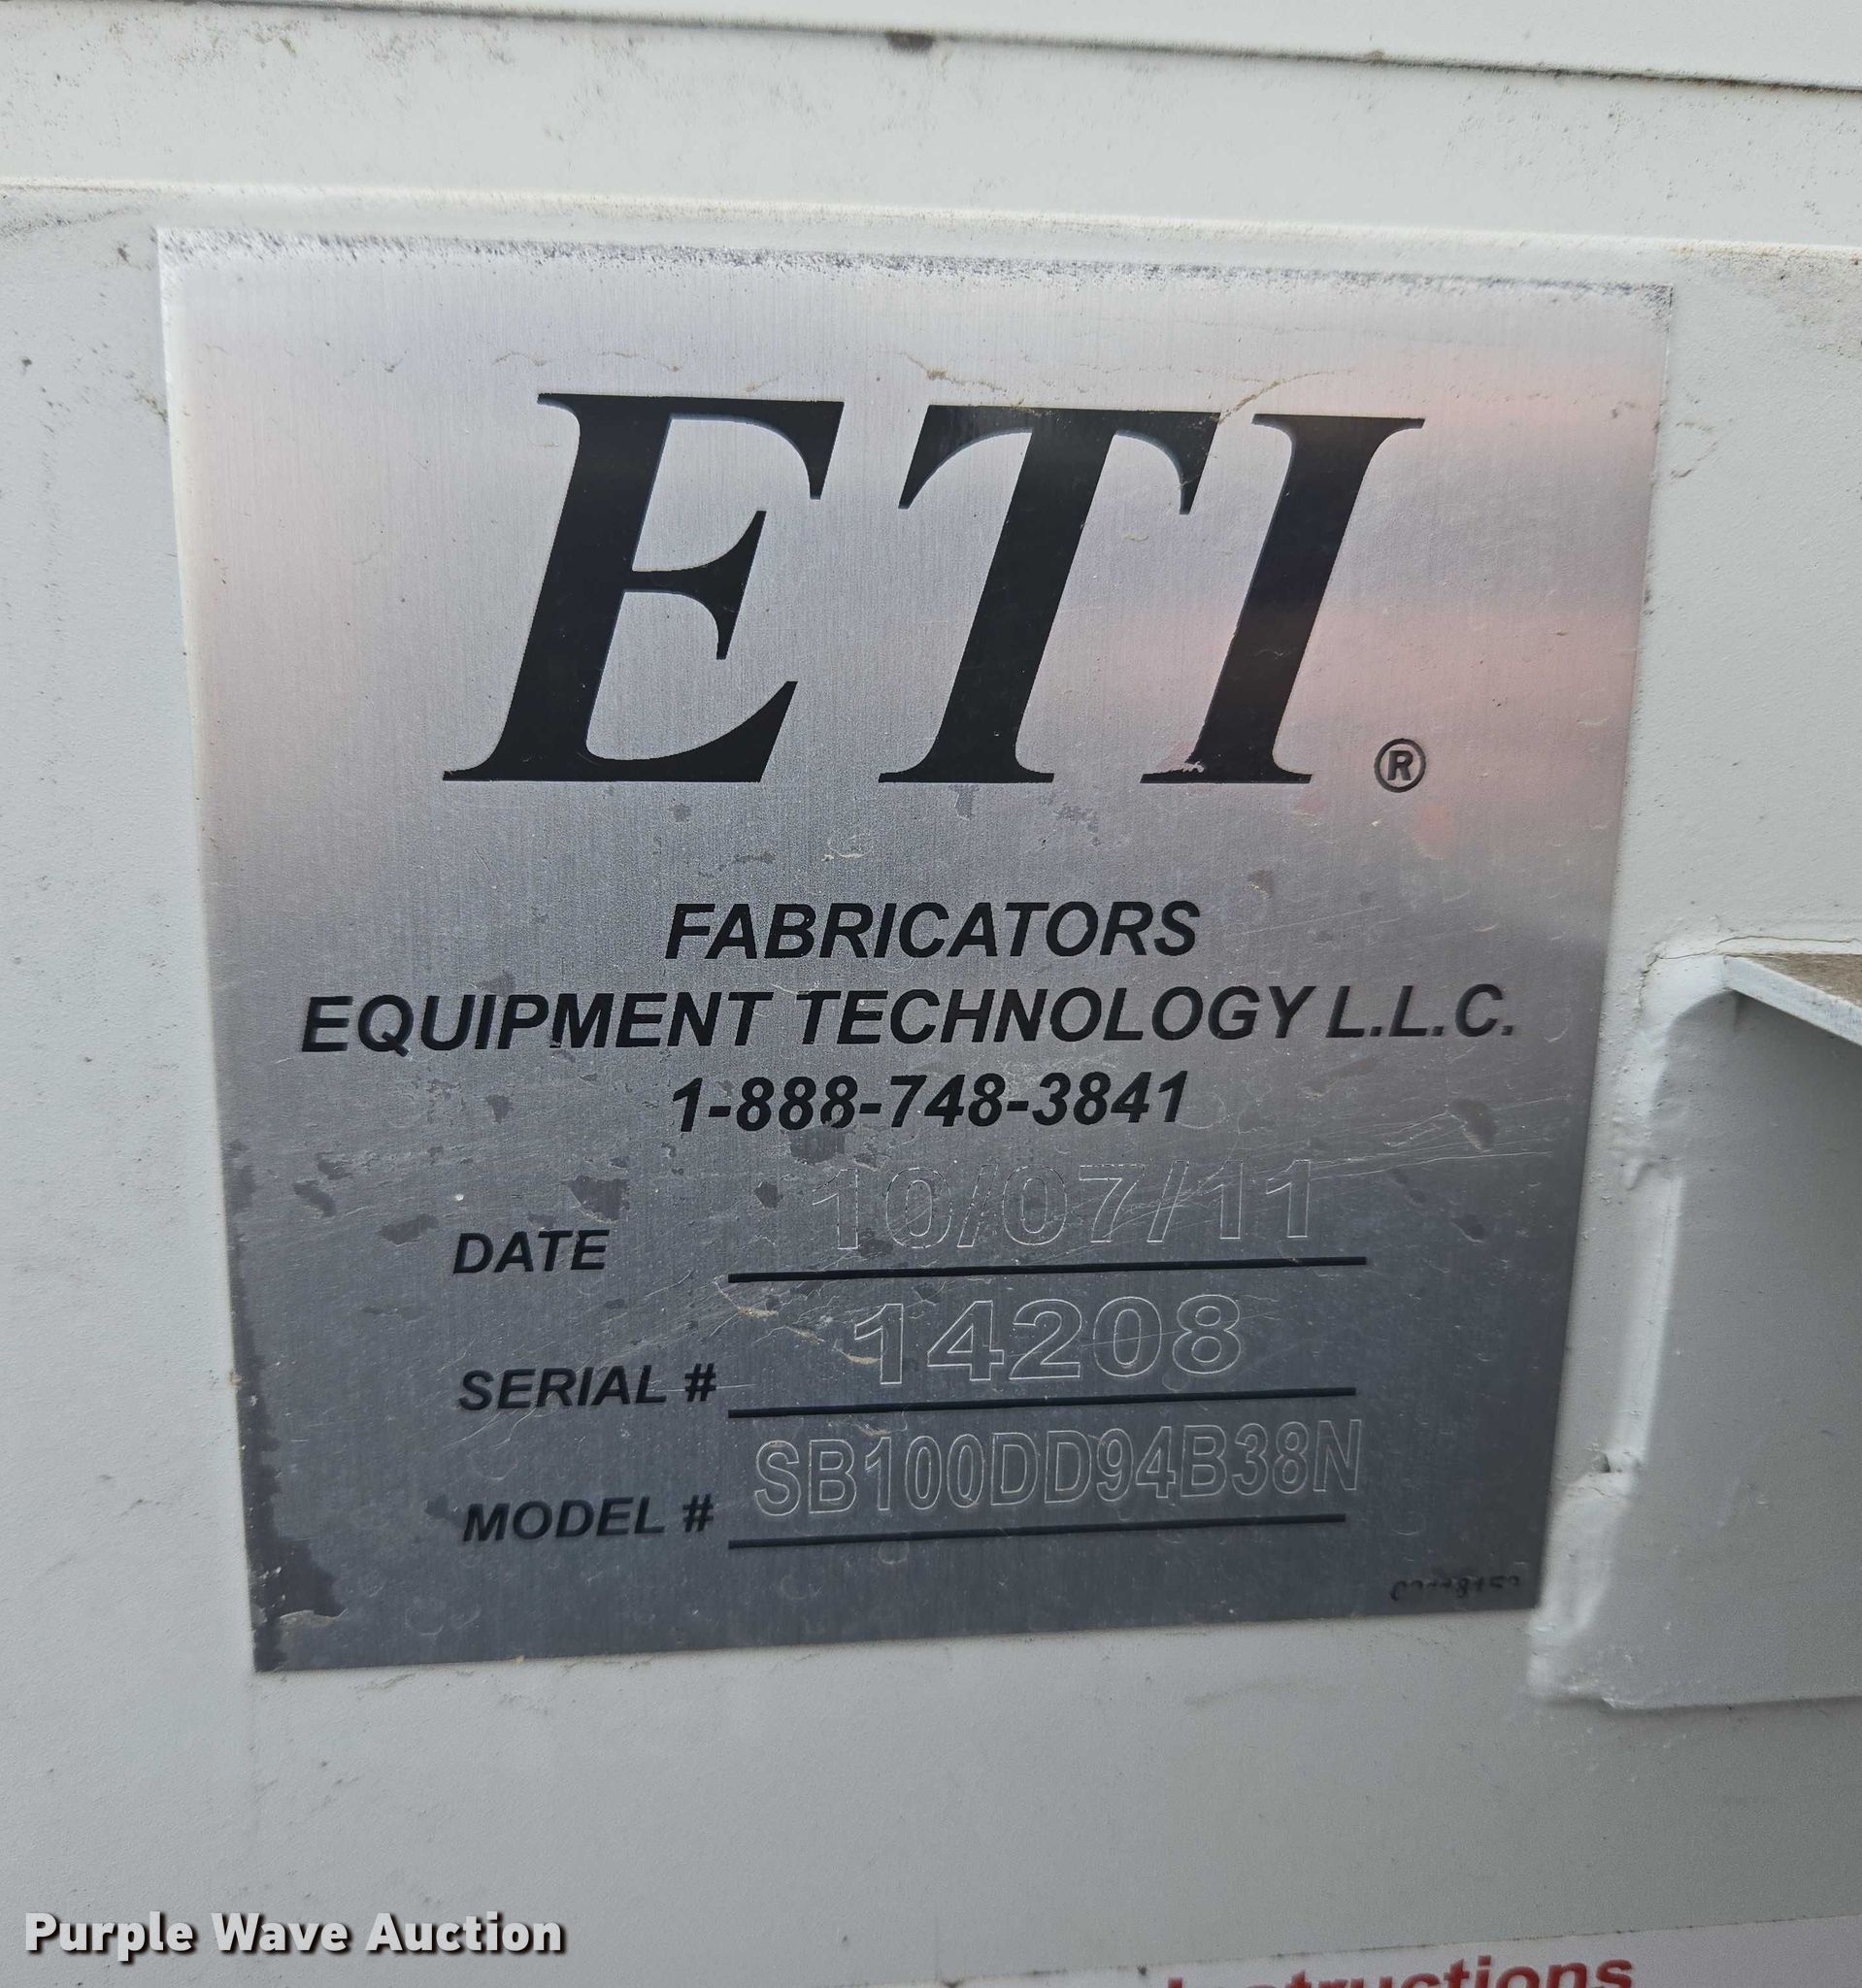 ETI®
FABRICATORS
EQUIPMENT TECHNOLOGY L.L.C.
1-888-748-3841
DATE 10/07/11
SERIAL # 14208
MODEL # SB100DD94B38N
Purple Wave Auction